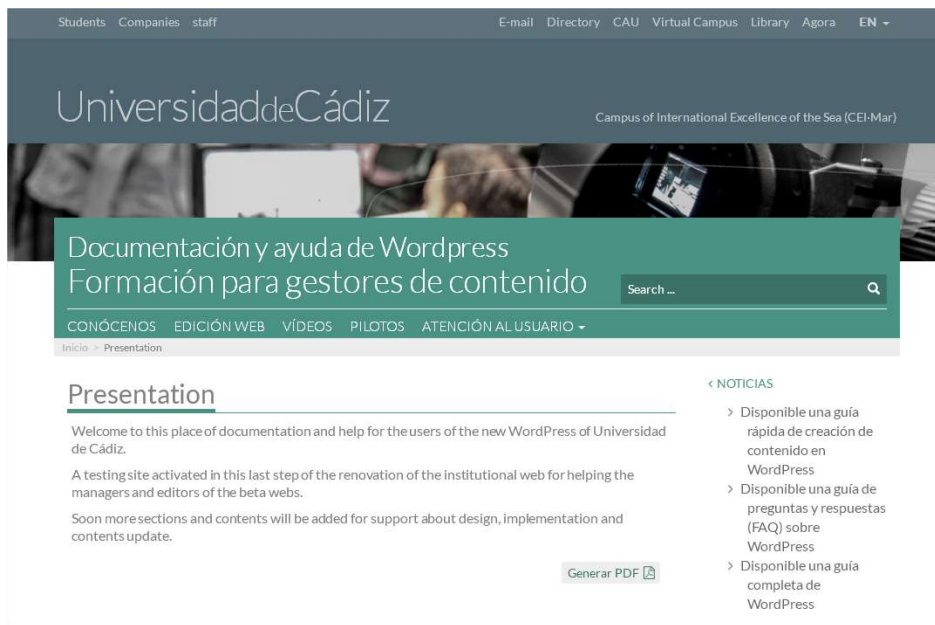 Students Companies staff
E-mail Directory CAU Virtual Campus Library Agora EN
UniversidaddeCádiz
Campus of International Excellence of the Sea (CEI·Mar)
Documentación y ayuda de Wordpress
Formación para gestores de contenido
Search ...
CONÓCENOS EDICIÓN WEB VÍDEOS PILOTOS ATENCIÓN AL USUARIO
Inicio > Presentation
Presentation
Welcome to this place of documentation and help for the users of the new WordPress of Universidad
de Cádiz.
A testing site activated in this last step of the renovation of the institutional web for helping the
managers and editors of the beta webs.
Soon more sections and contents will be added for support about design, implementation and
contents update.
Generar PDF
< NOTICIAS
> Disponible una guía
rápida de creación de
contenido en
WordPress
> Disponible una guía de
preguntas y respuestas
(FAQ) sobre
WordPress
> Disponible una guía
completa de
WordPress